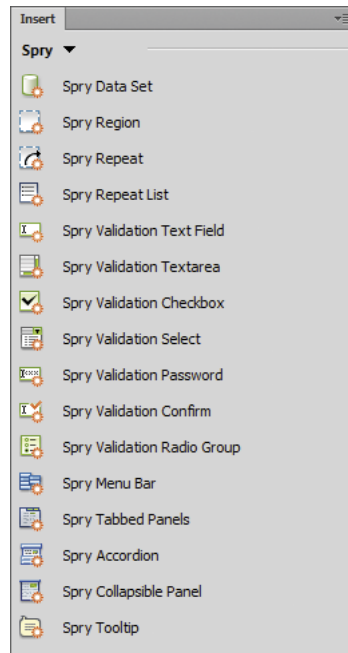 Insert
Spry
Spry Data Set
Spry Region
Spry Repeat
Spry Repeat List
Spry Validation Text Field
Spry Validation Textarea
Spry Validation Checkbox
Spry Validation Select
Spry Validation Password
Spry Validation Confirm
Spry Validation Radio Group
Spry Menu Bar
Spry Tabbed Panels
Spry Accordion
Spry Collapsible Panel
Spry Tooltip